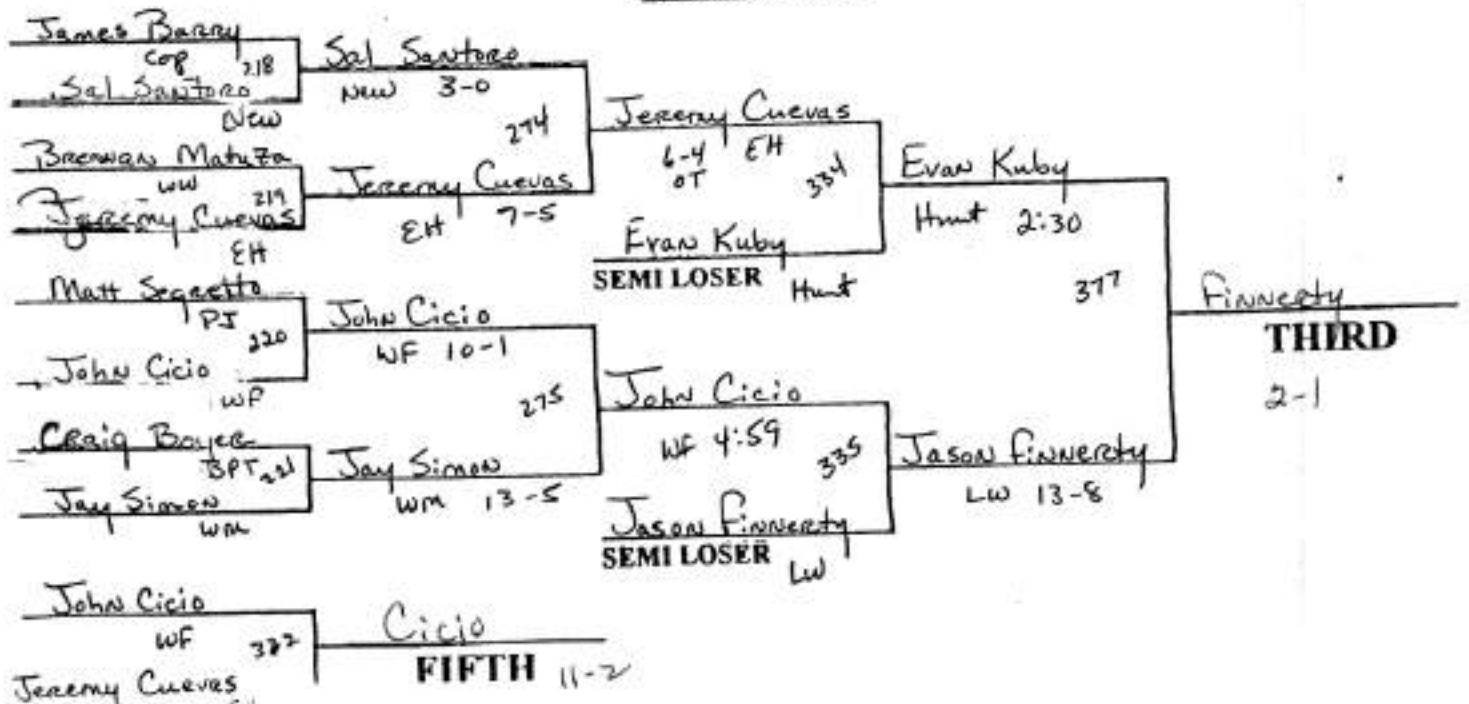 James Barry
Cop 218
Sal Santoro
New
Sal Santoro
New 3-0
Brennan Matuza
WW 219
Jeremy Cuevas
EH
Jeremy Cuevas
EH 7-5
274
Jeremy Cuevas
6-4 EH
OT
334
Evan Kuby
SEMI LOSER Hunt
Evan Kuby
Hunt 2:30
Matt Segretto
PJ 220
John Cicio
WF
John Cicio
WF 10-1
Craig Boyer
BPT 221
Jay Simon
WM
Jay Simon
WM 13-5
275
John Cicio
WF 4:59
335
Jason Finnerty
SEMI LOSER LW
Jason Finnerty
LW 13-8
377
Finnerty
THIRD
2-1
John Cicio
WF
Jeremy Cuevas
Cicio
FIFTH 11-2